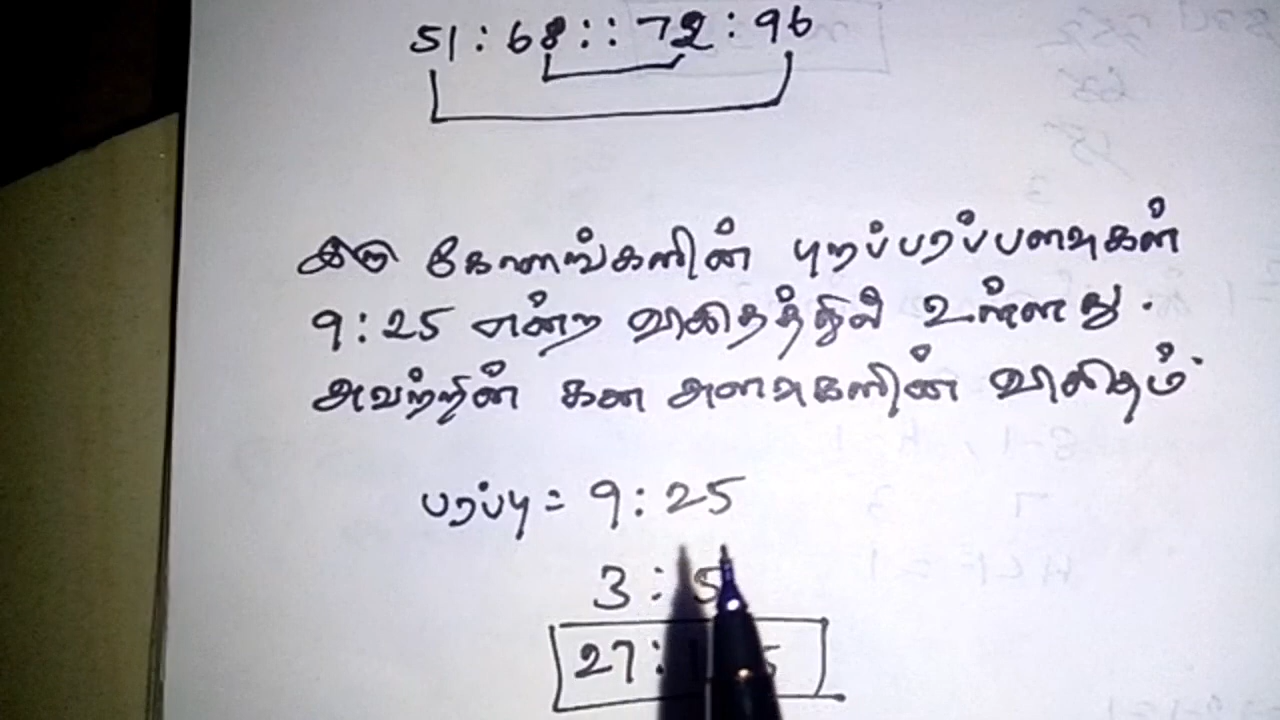 51 : 68 :: 72 : 96
இரு கோளங்களின் புறப்பரப்பளவுகள்
9 : 25 என்ற விகிதத்தில் உள்ளது.
அவற்றின் கன அளவுகளின் விகிதம்
பரப்பு = 9 : 25
3 : 5
27 :